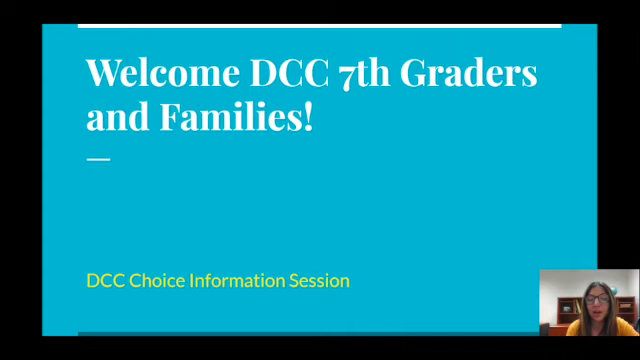 Welcome DCC 7th Graders
and Families!
DCC Choice Information Session